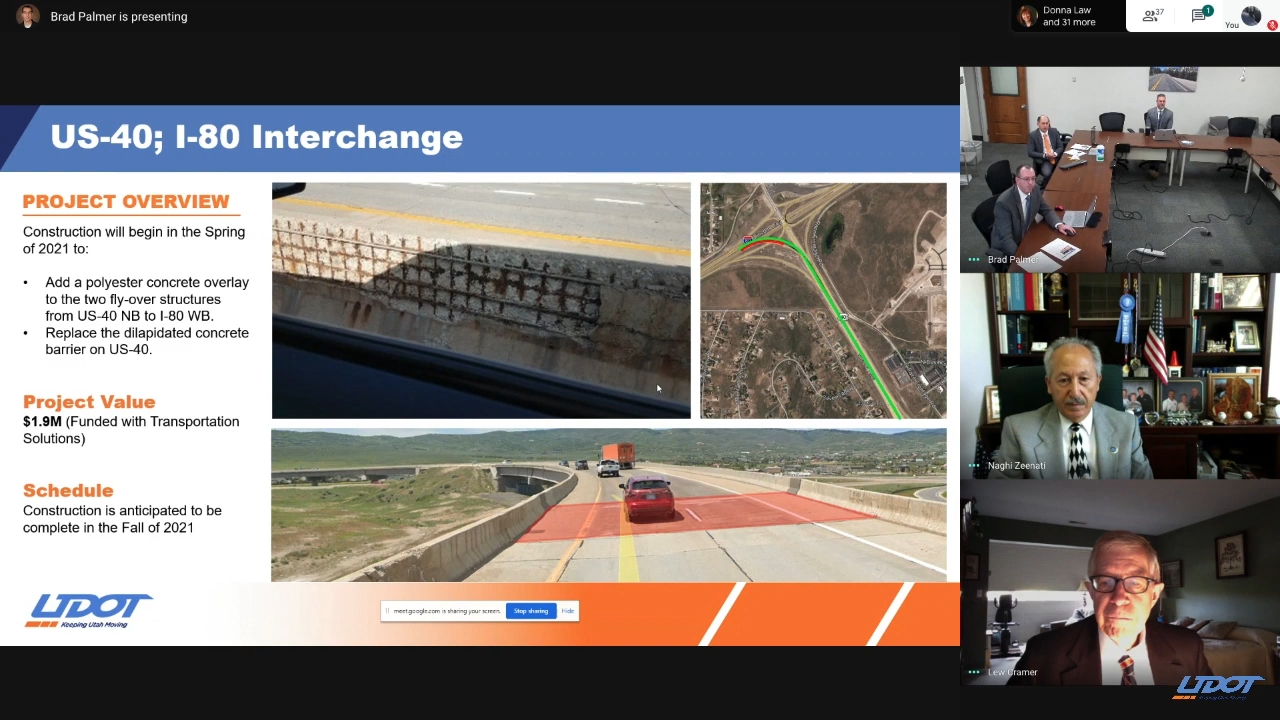 Brad Palmer is presenting
Donna Law
and 31 more
37
1
You
US-40; I-80 Interchange
PROJECT OVERVIEW
Construction will begin in the Spring
of 2021 to:
• Add a polyester concrete overlay
to the two fly-over structures
from US-40 NB to I-80 WB.
• Replace the dilapidated concrete
barrier on US-40.
Project Value
$1.9M (Funded with Transportation
Solutions)
Schedule
Construction is anticipated to be
complete in the Fall of 2021
UDOT
Keeping Utah Moving
meet.google.com is sharing your screen.
Stop sharing
Hide
Brad Palmer
Naghi Zeenati
Lew Cramer
UDOT